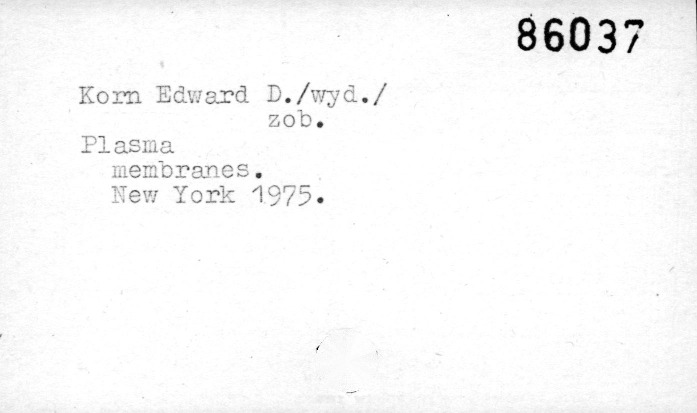 86037
Korn Edward D./wyd./
zob.
Plasma
membranes.
New York 1975.